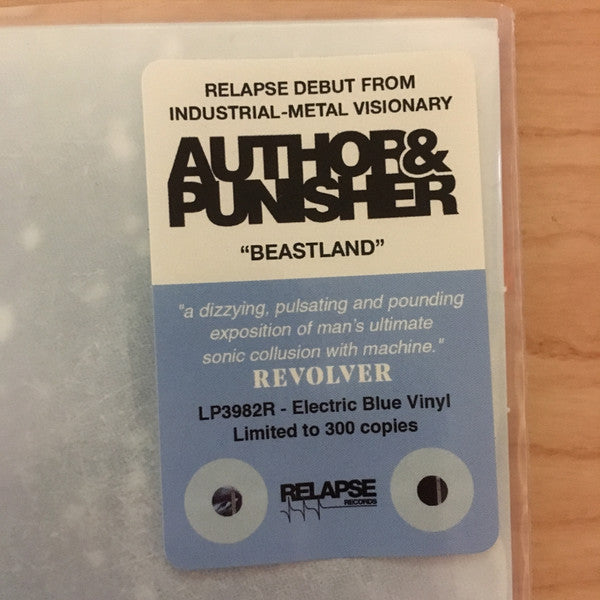 RELAPSE DEBUT FROM
INDUSTRIAL-METAL VISIONARY
AUTHOR&
PUNISHER
“BEASTLAND”
"a dizzying, pulsating and pounding
exposition of man's ultimate
sonic collusion with machine."
REVOLVER
LP3982R - Electric Blue Vinyl
Limited to 300 copies
RELAPSE
RECORDS